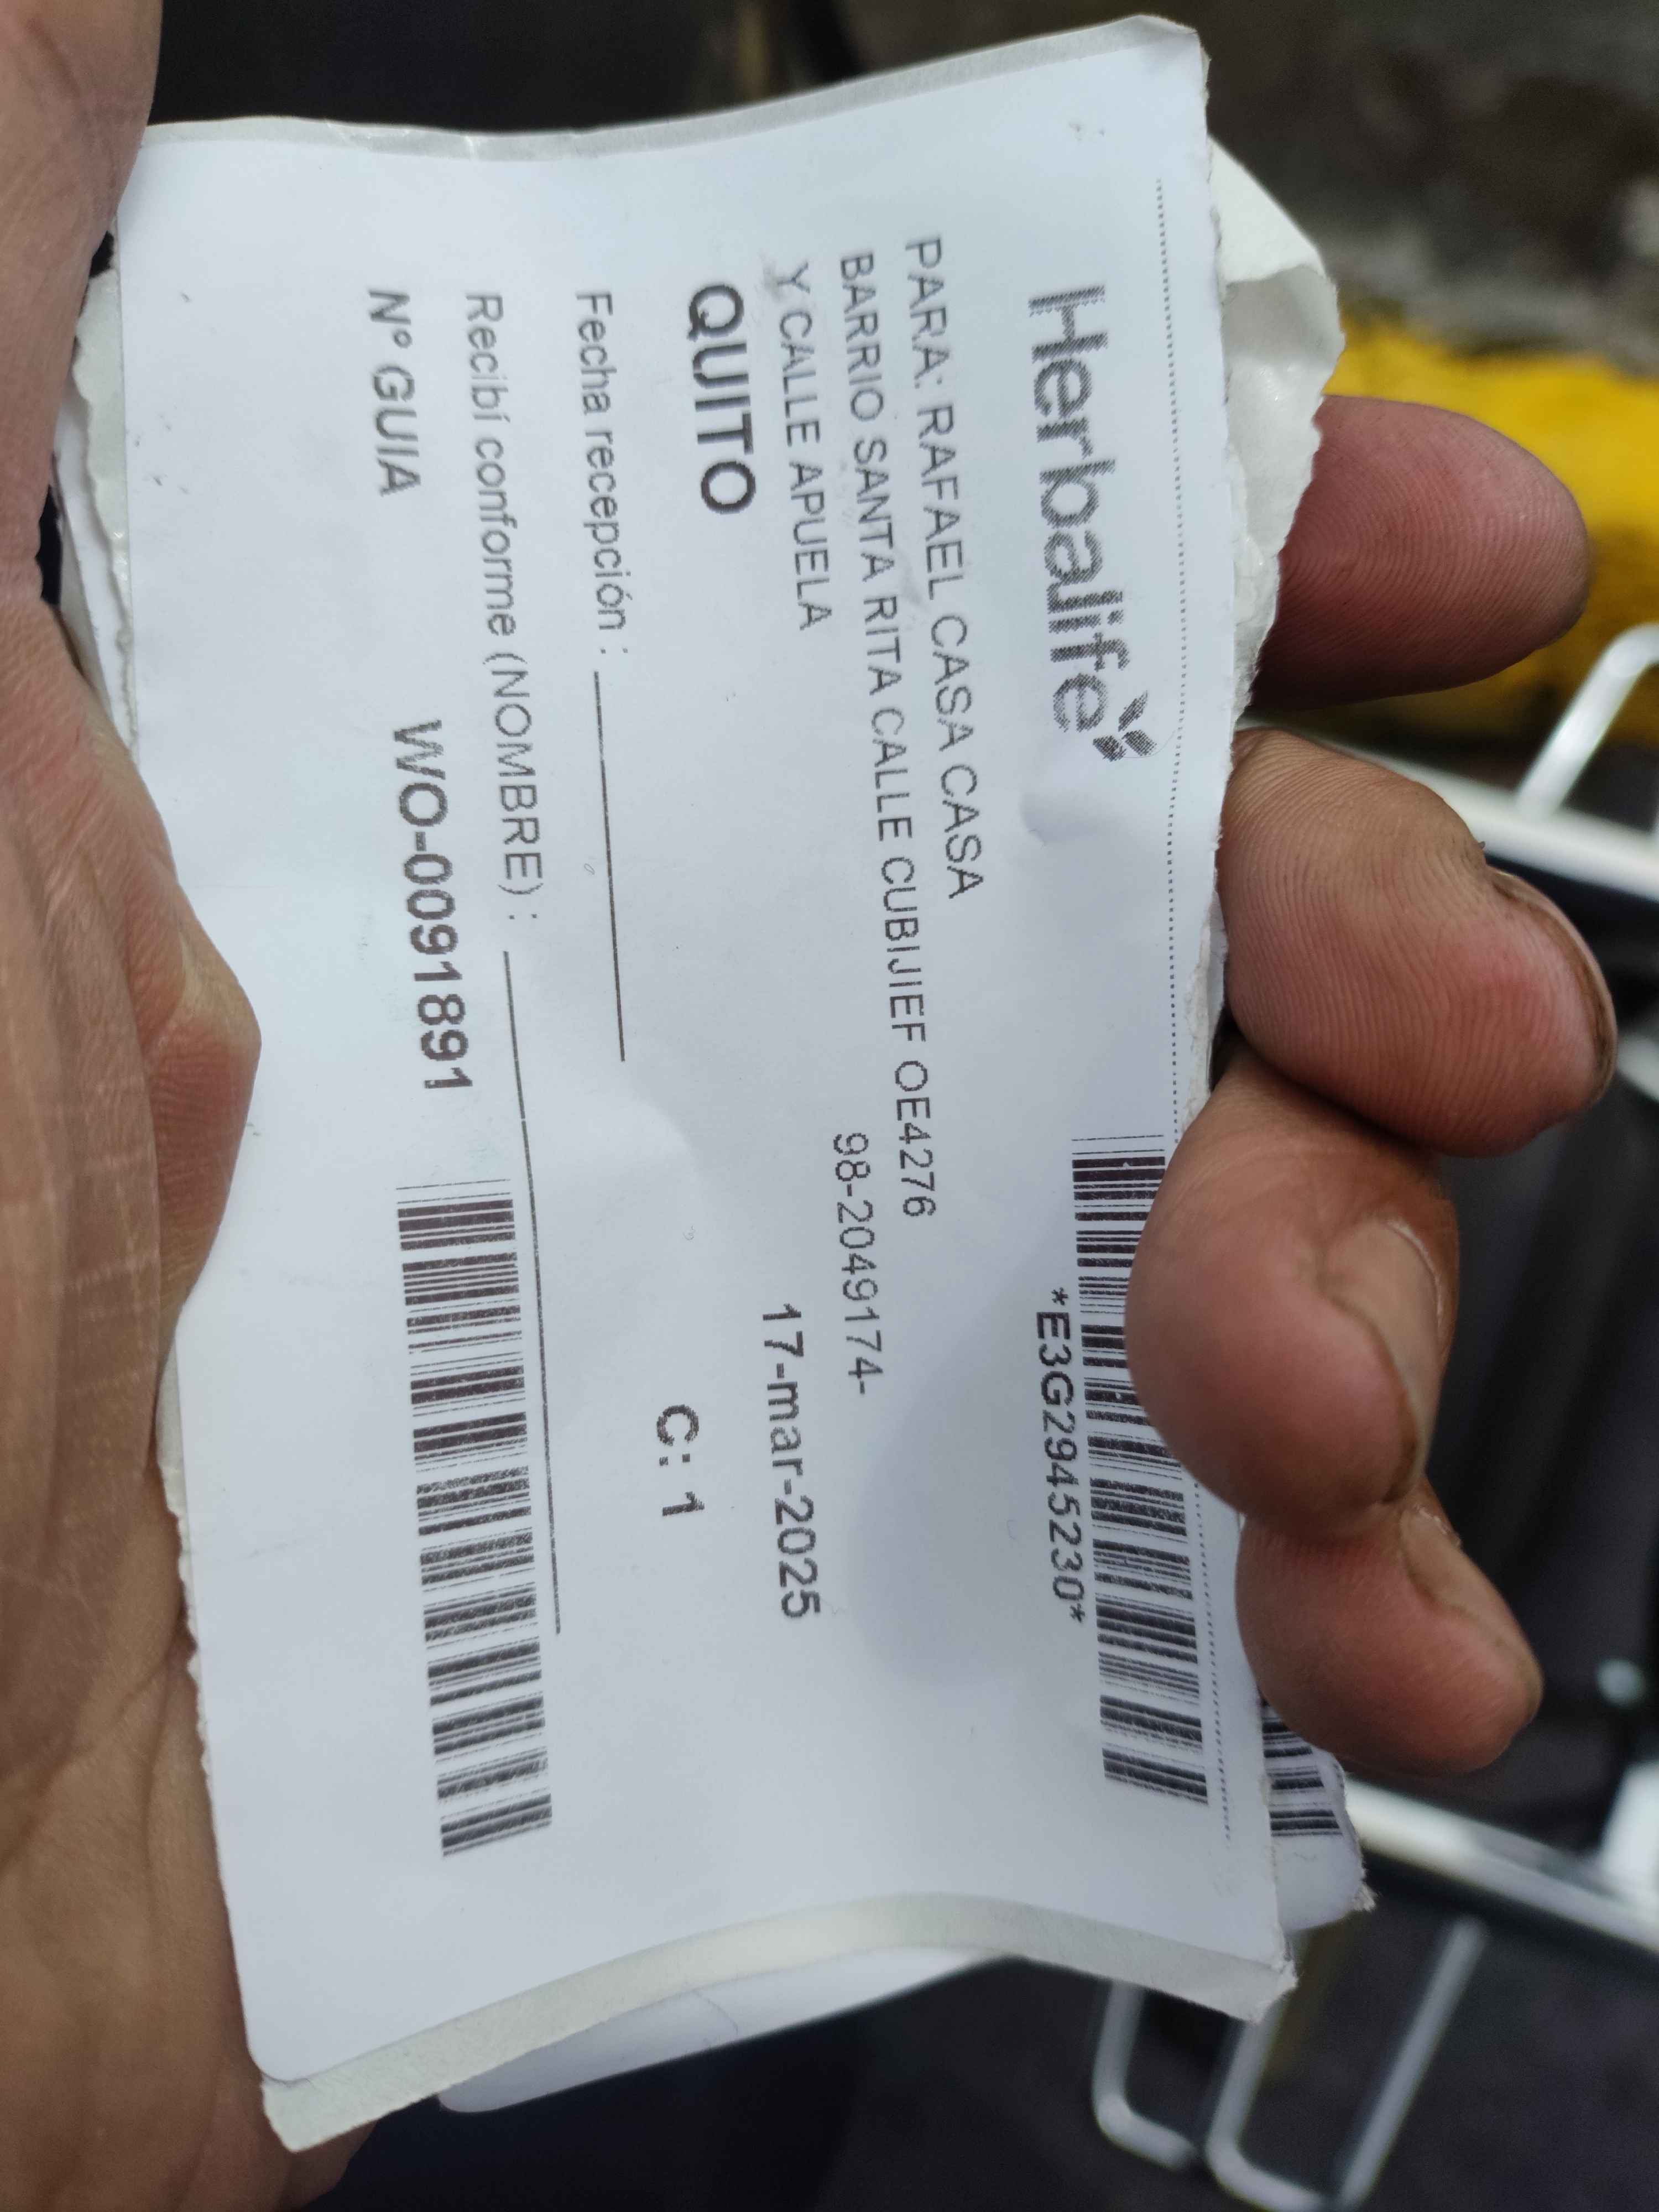 Herbalife
*E3G2945230*
PARA: RAFAEL CASA CASA
BARRIO SANTA RITA CALLE CUBIJIEF OE4276
Y CALLE APUELA
98-2049174-
QUITO
17-mar-2025
C: 1
Fecha recepción :
Recibí conforme (NOMBRE) :
Nº GUIA
WO-0091891